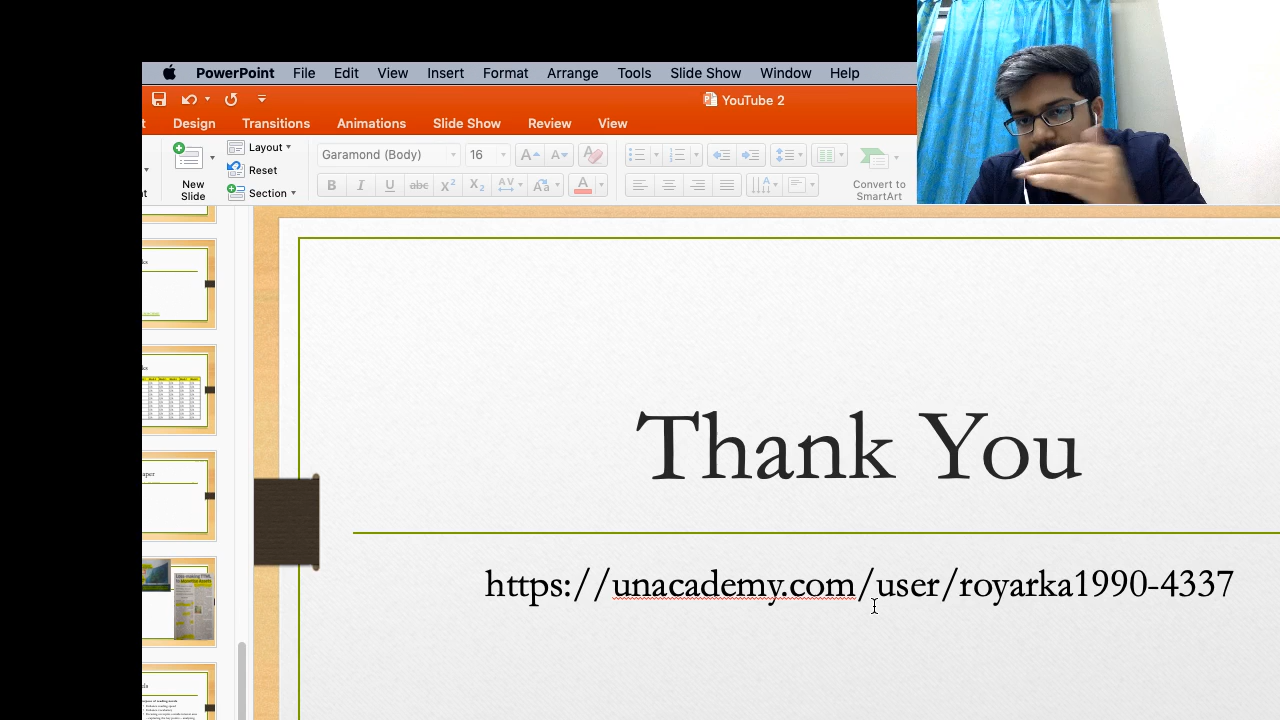 PowerPoint File Edit View Insert Format Arrange Tools Slide Show Window Help
YouTube 2
Design Transitions Animations Slide Show Review View
New Slide
Layout
Reset
Section
Garamond (Body) 16
Convert to SmartArt
Thank You
https://unacademy.com/user/royarka1990-4337